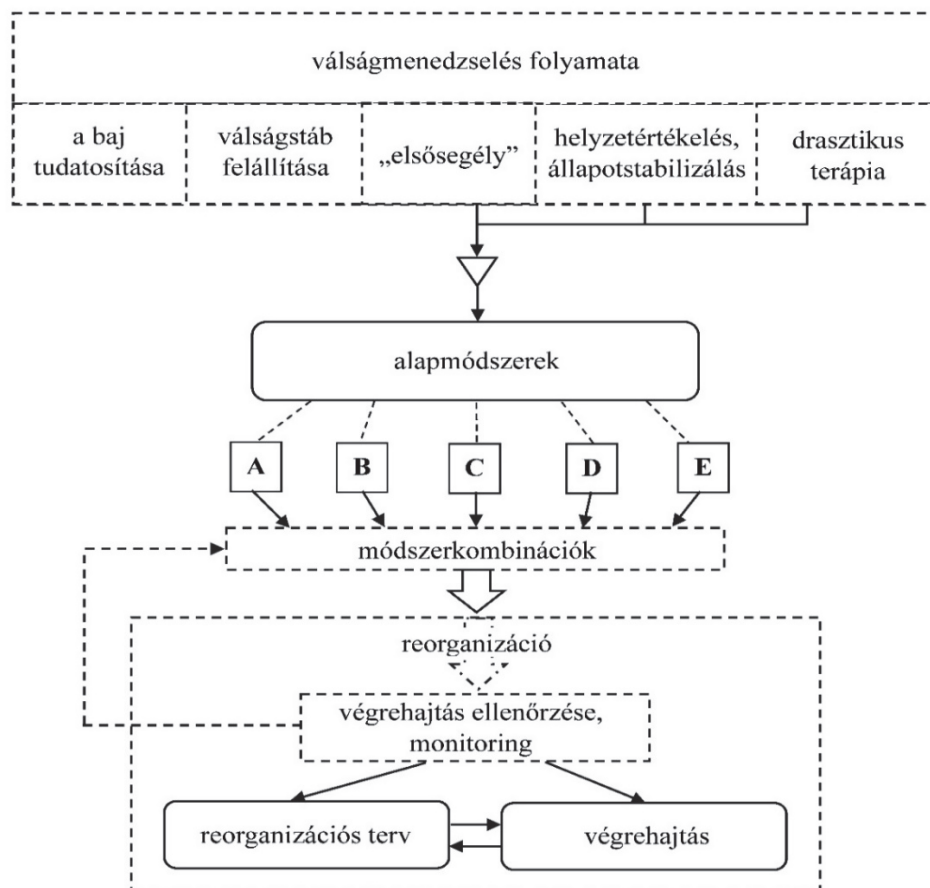 válságmenedzselés folyamata
a baj
tudatosítása
válságstáb
felállítása
„elsősegély”
helyzetértékelés,
állapotstabilizálás
drasztikus
terápia
alapmódszerek
A
B
C
D
E
módszerkombinációk
reorganizáció
végrehajtás ellenőrzése,
monitoring
reorganizációs terv
végrehajtás